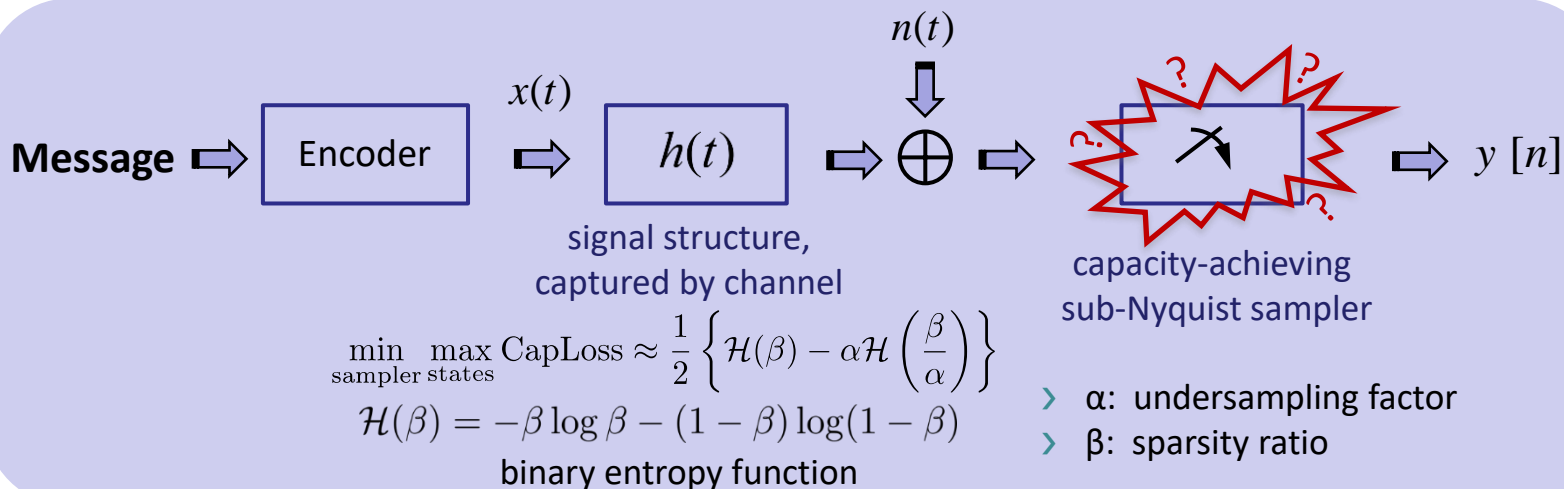 n(t)
x(t)
Message
Encoder
h(t)
?
?
?
?
y [n]
signal structure,
captured by channel
capacity-achieving
sub-Nyquist sampler
min sampler max states CapLoss ≈ 1/2 { ℋ(β) − αℋ (β/α) }
ℋ(β) = −β log β − (1 − β) log(1 − β)
binary entropy function
› α: undersampling factor
› β: sparsity ratio